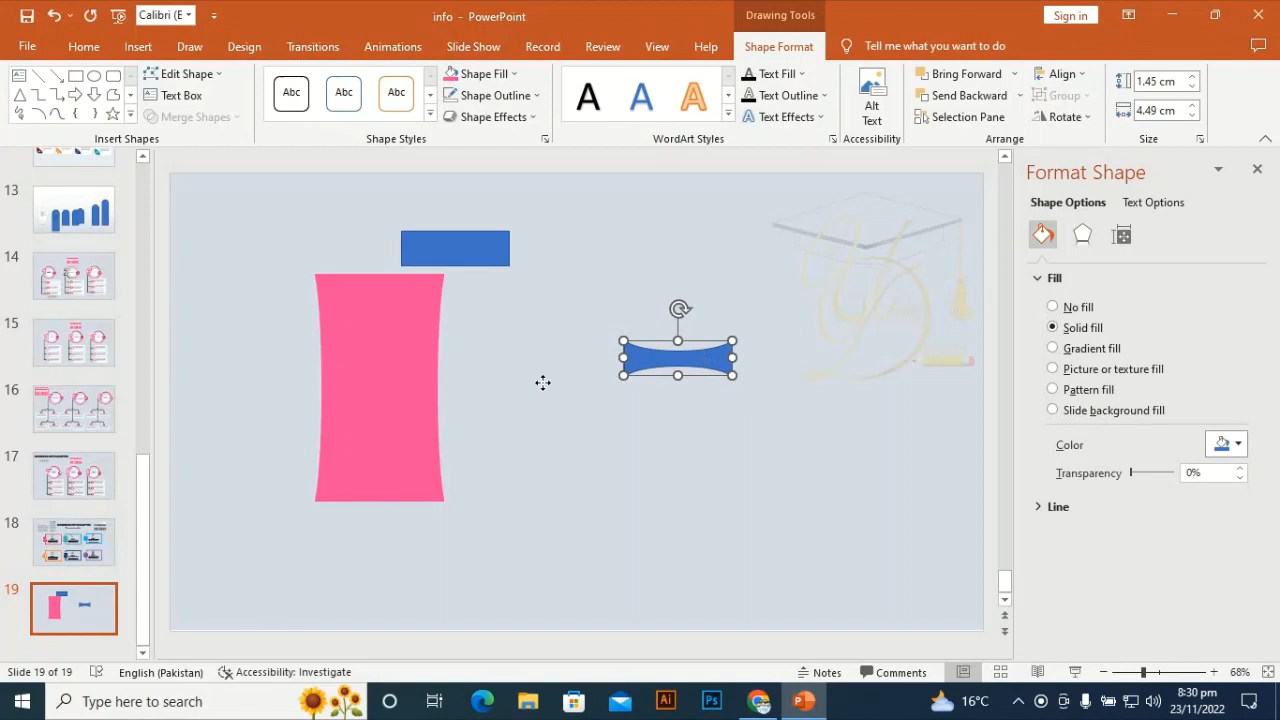 Calibri (E
info - PowerPoint
Drawing Tools
Sign in
File Home Insert Draw Design Transitions Animations Slide Show Record Review View Help Shape Format Tell me what you want to do
Edit Shape
Text Box
Merge Shapes
Insert Shapes
Abc Abc Abc
Shape Fill
Shape Outline
Shape Effects
Shape Styles
A A A
Text Fill
Text Outline
Text Effects
WordArt Styles
Alt
Text
Accessibility
Bring Forward
Send Backward
Selection Pane
Align
Group
Rotate
Arrange
1.45 cm
4.49 cm
Size
13
14
15
16
17
18
19
Format Shape
Shape Options Text Options
Fill
No fill
Solid fill
Gradient fill
Picture or texture fill
Pattern fill
Slide background fill
Color
Transparency 0%
Line
Slide 19 of 19 English (Pakistan) Accessibility: Investigate Notes Comments 68%
Type here to search
Ai
Ps
16°C
8:30 pm
23/11/2022